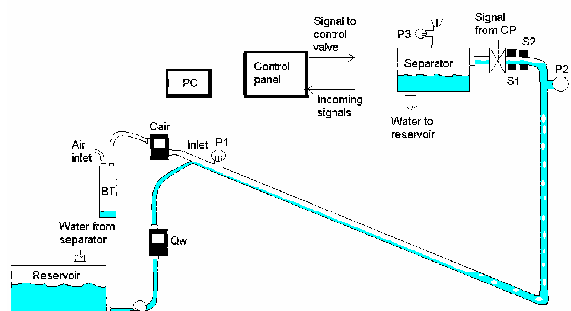 Signal to
control
valve
Signal
from CP
P3
S2
Separator
Control
panel
PC
S1
P2
Incoming
signals
Water to
reservoir
Qair
Inlet
P1
Air
inlet
BT
Water from
separator
Qw
Reservoir